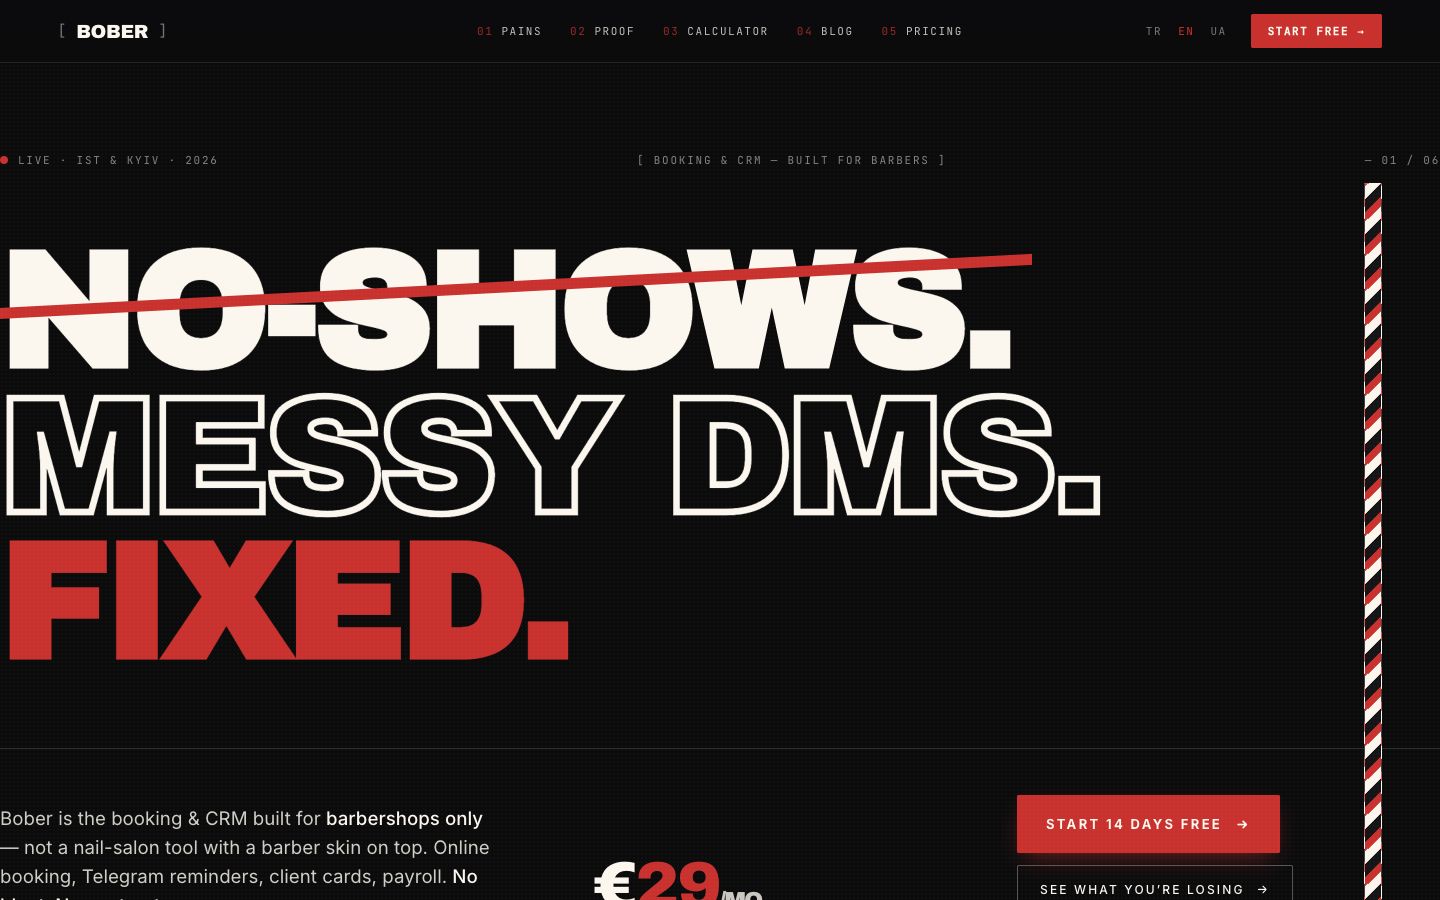 [ BOBER ]
01 PAINS 02 PROOF 03 CALCULATOR 04 BLOG 05 PRICING
TR EN UA
START FREE →
LIVE · IST & KYIV · 2026
[ BOOKING & CRM — BUILT FOR BARBERS ]
— 01 / 06
NO-SHOWS.
MESSY DMS.
FIXED.
Bober is the booking & CRM built for barbershops only
— not a nail-salon tool with a barber skin on top. Online
booking, Telegram reminders, client cards, payroll. No
€29/MO
START 14 DAYS FREE →
SEE WHAT YOU’RE LOSING →